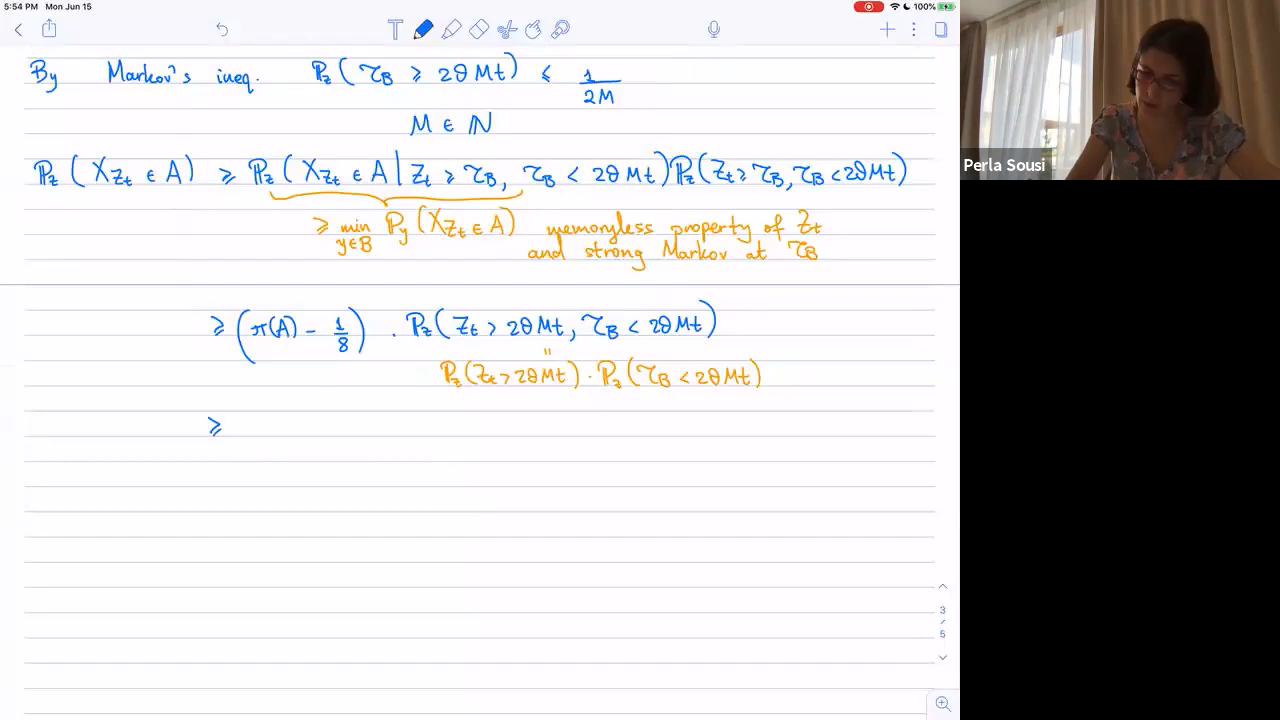 5:54 PM Mon Jun 15
100%
By Markov's ineq. ℙ_z(τ_B ≥ 2θMt) ≤ 1/2M
M ∈ ℕ
ℙ_z(X_{Z_t} ∈ A) ≥ ℙ_z(X_{Z_t} ∈ A | Z_t ≥ τ_B, τ_B < 2θMt) ℙ_z(Z_t ≥ τ_B, τ_B < 2θMt)
≥ min_{y∈B} ℙ_y(X_{Z_t} ∈ A) memoryless property of Z_t
and strong Markov at τ_B
≥ (π(A) - 1/8) · ℙ_z(Z_t > 2θMt, τ_B < 2θMt)
"
ℙ_z(Z_t > 2θMt) · ℙ_z(τ_B < 2θMt)
≥
3
/
5
Perla Sousi